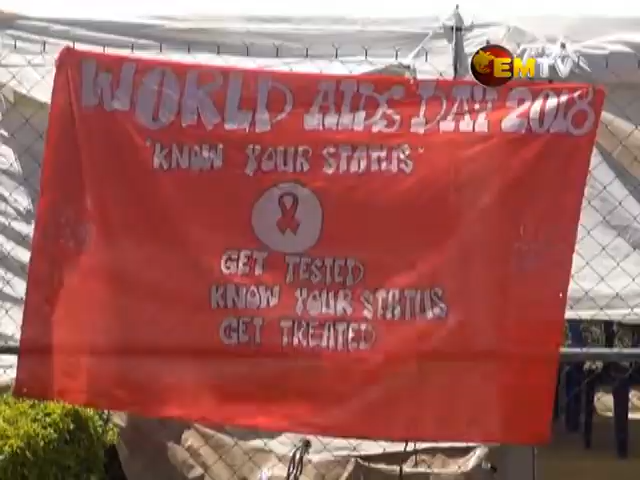 EMTV
WORLD AIDS DAY 2018
"KNOW YOUR STATUS"
GET TESTED
KNOW YOUR STATUS
GET TREATED